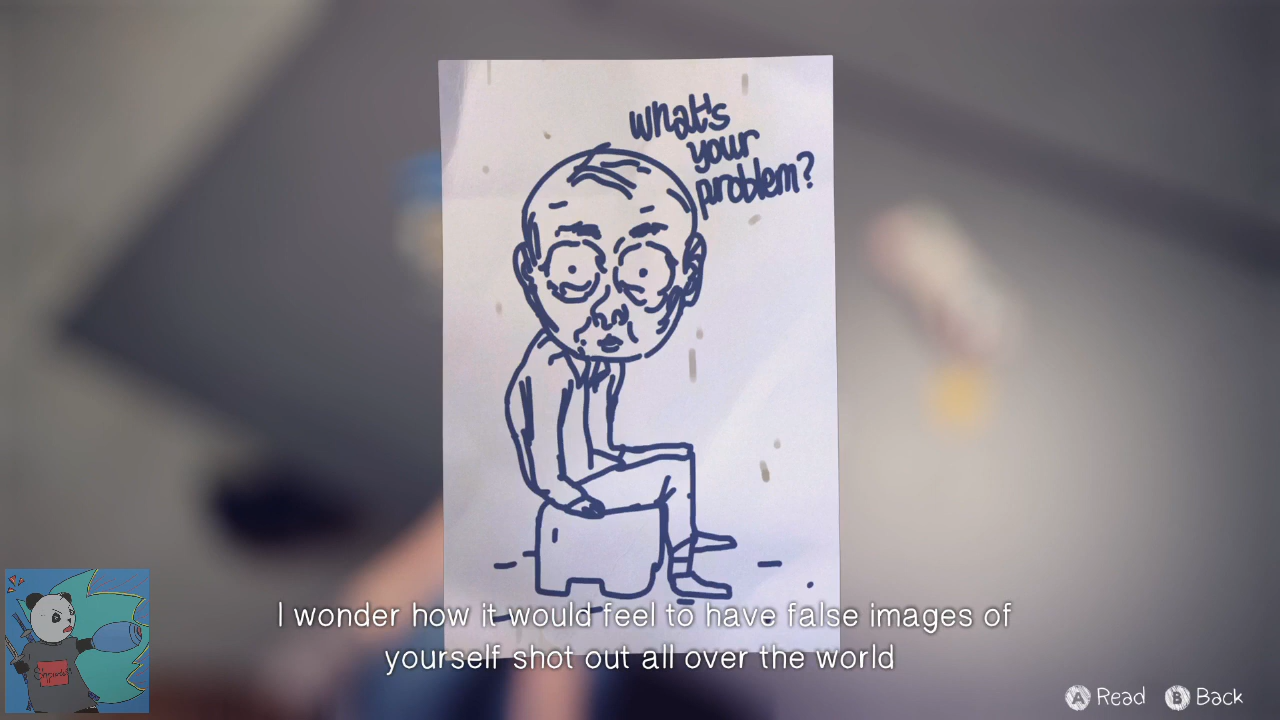 What's
your
problem?
I wonder how it would feel to have false images of
yourself shot out all over the world
A Read B Back